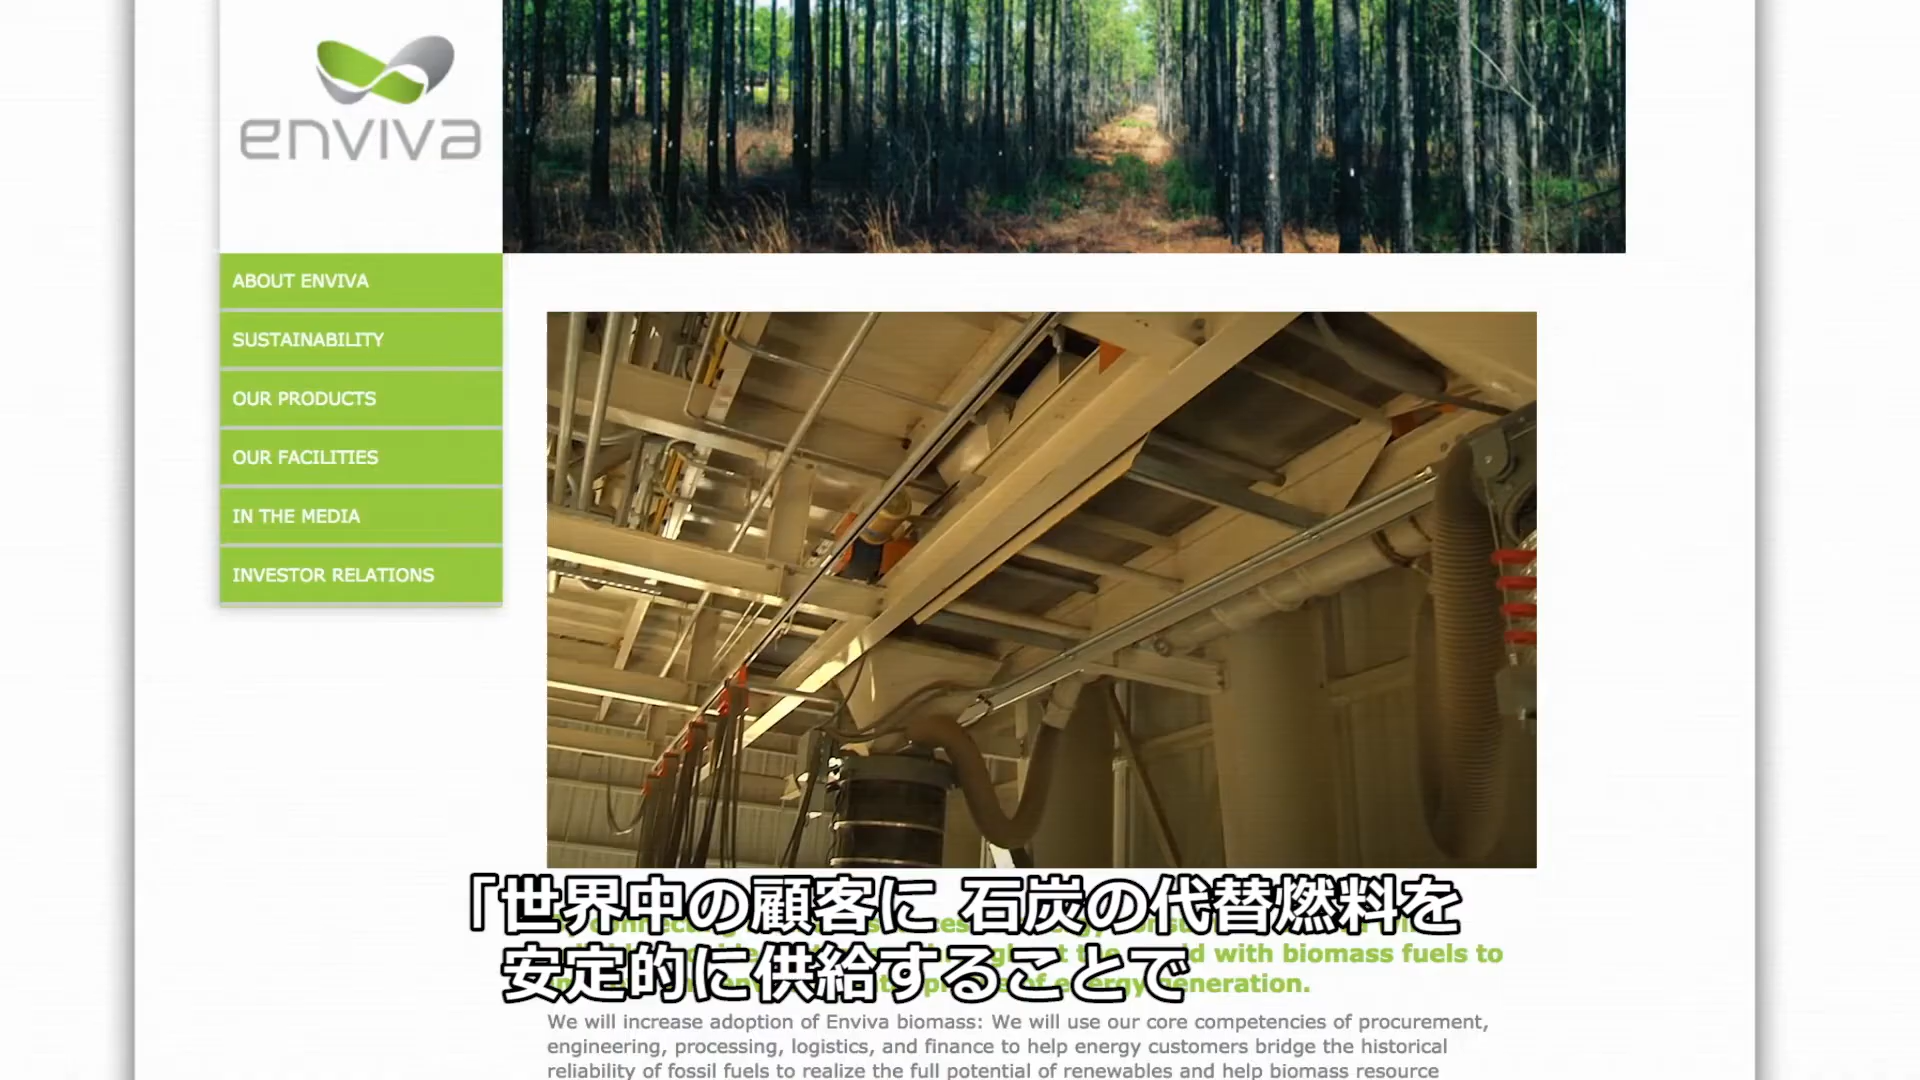 enviva
ABOUT ENVIVA
SUSTAINABILITY
OUR PRODUCTS
OUR FACILITIES
IN THE MEDIA
INVESTOR RELATIONS
「世界中の顧客に 石炭の代替燃料を
安定的に供給することで
with biomass fuels to
of energy generation.
We will increase adoption of Enviva biomass: We will use our core competencies of procurement,
engineering, processing, logistics, and finance to help energy customers bridge the historical
reliability of fossil fuels to realize the full potential of renewables and help biomass resource